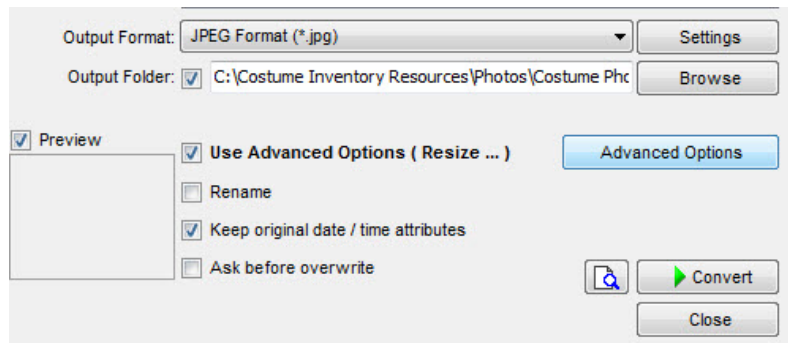 Output Format: JPEG Format (*.jpg) Settings
Output Folder: C:\Costume Inventory Resources\Photos\Costume Phc Browse
Preview
Use Advanced Options ( Resize ... ) Advanced Options
Rename
Keep original date / time attributes
Ask before overwrite
Convert
Close